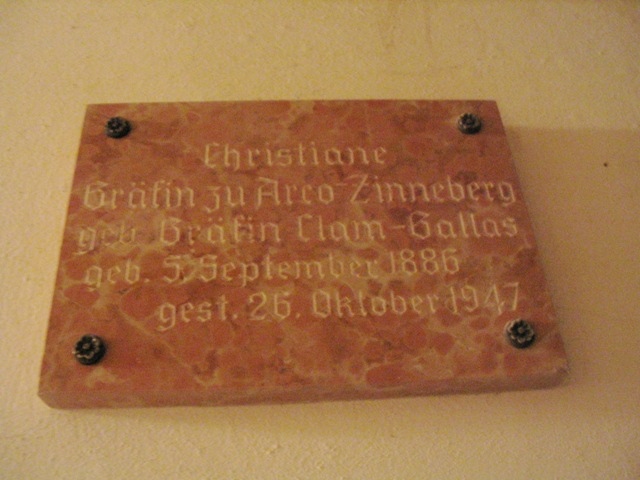 Christiane
Gräfin zu Arco-Zinneberg
geb. Gräfin Clam-Gallas
geb. 5. September 1886
gest. 26. Oktober 1947